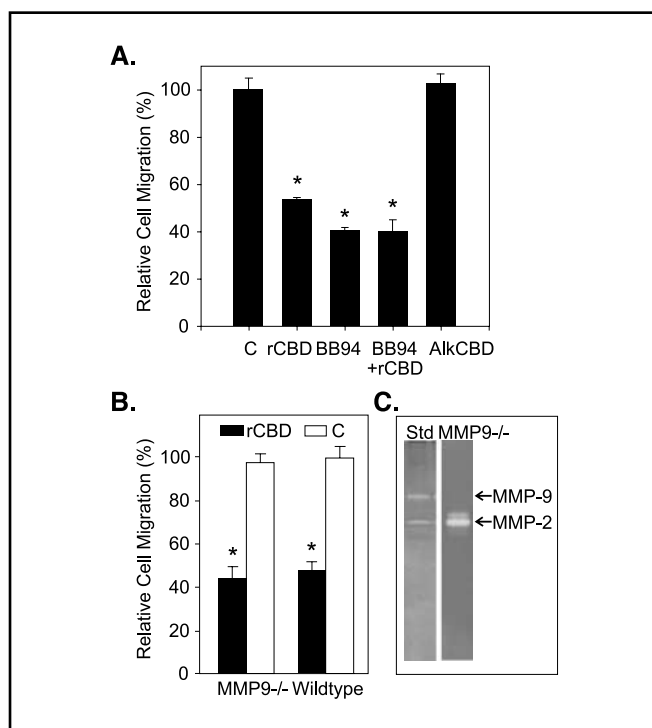 A.
Relative Cell Migration (%)
100
80
60
40
20
0
*
*
*
C rCBD BB94 BB94 +rCBD AlkCBD
B.
rCBD C
Relative Cell Migration (%)
100
80
60
40
20
0
*
*
MMP9-/- Wildtype
C.
Std MMP9-/-
←MMP-9
←MMP-2